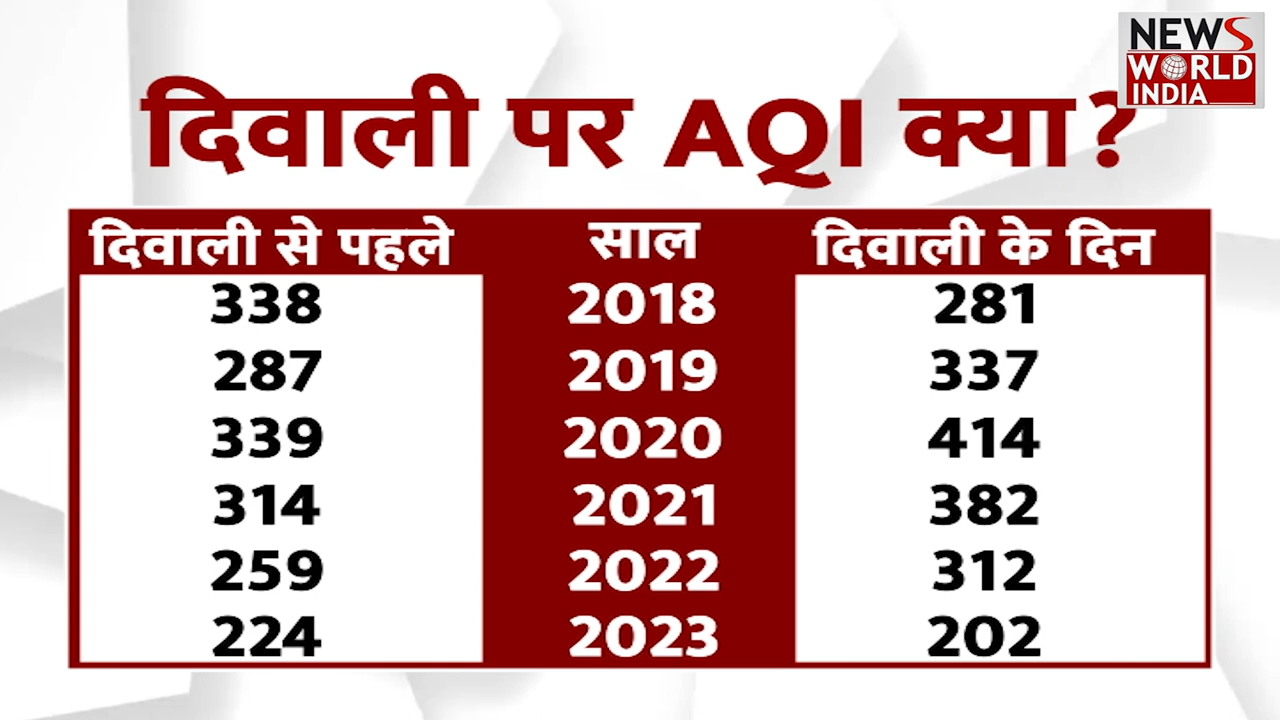 NEWS
WORLD
INDIA
दिवाली पर AQI क्या?
दिवाली से पहले साल दिवाली के दिन
338 2018 281
287 2019 337
339 2020 414
314 2021 382
259 2022 312
224 2023 202